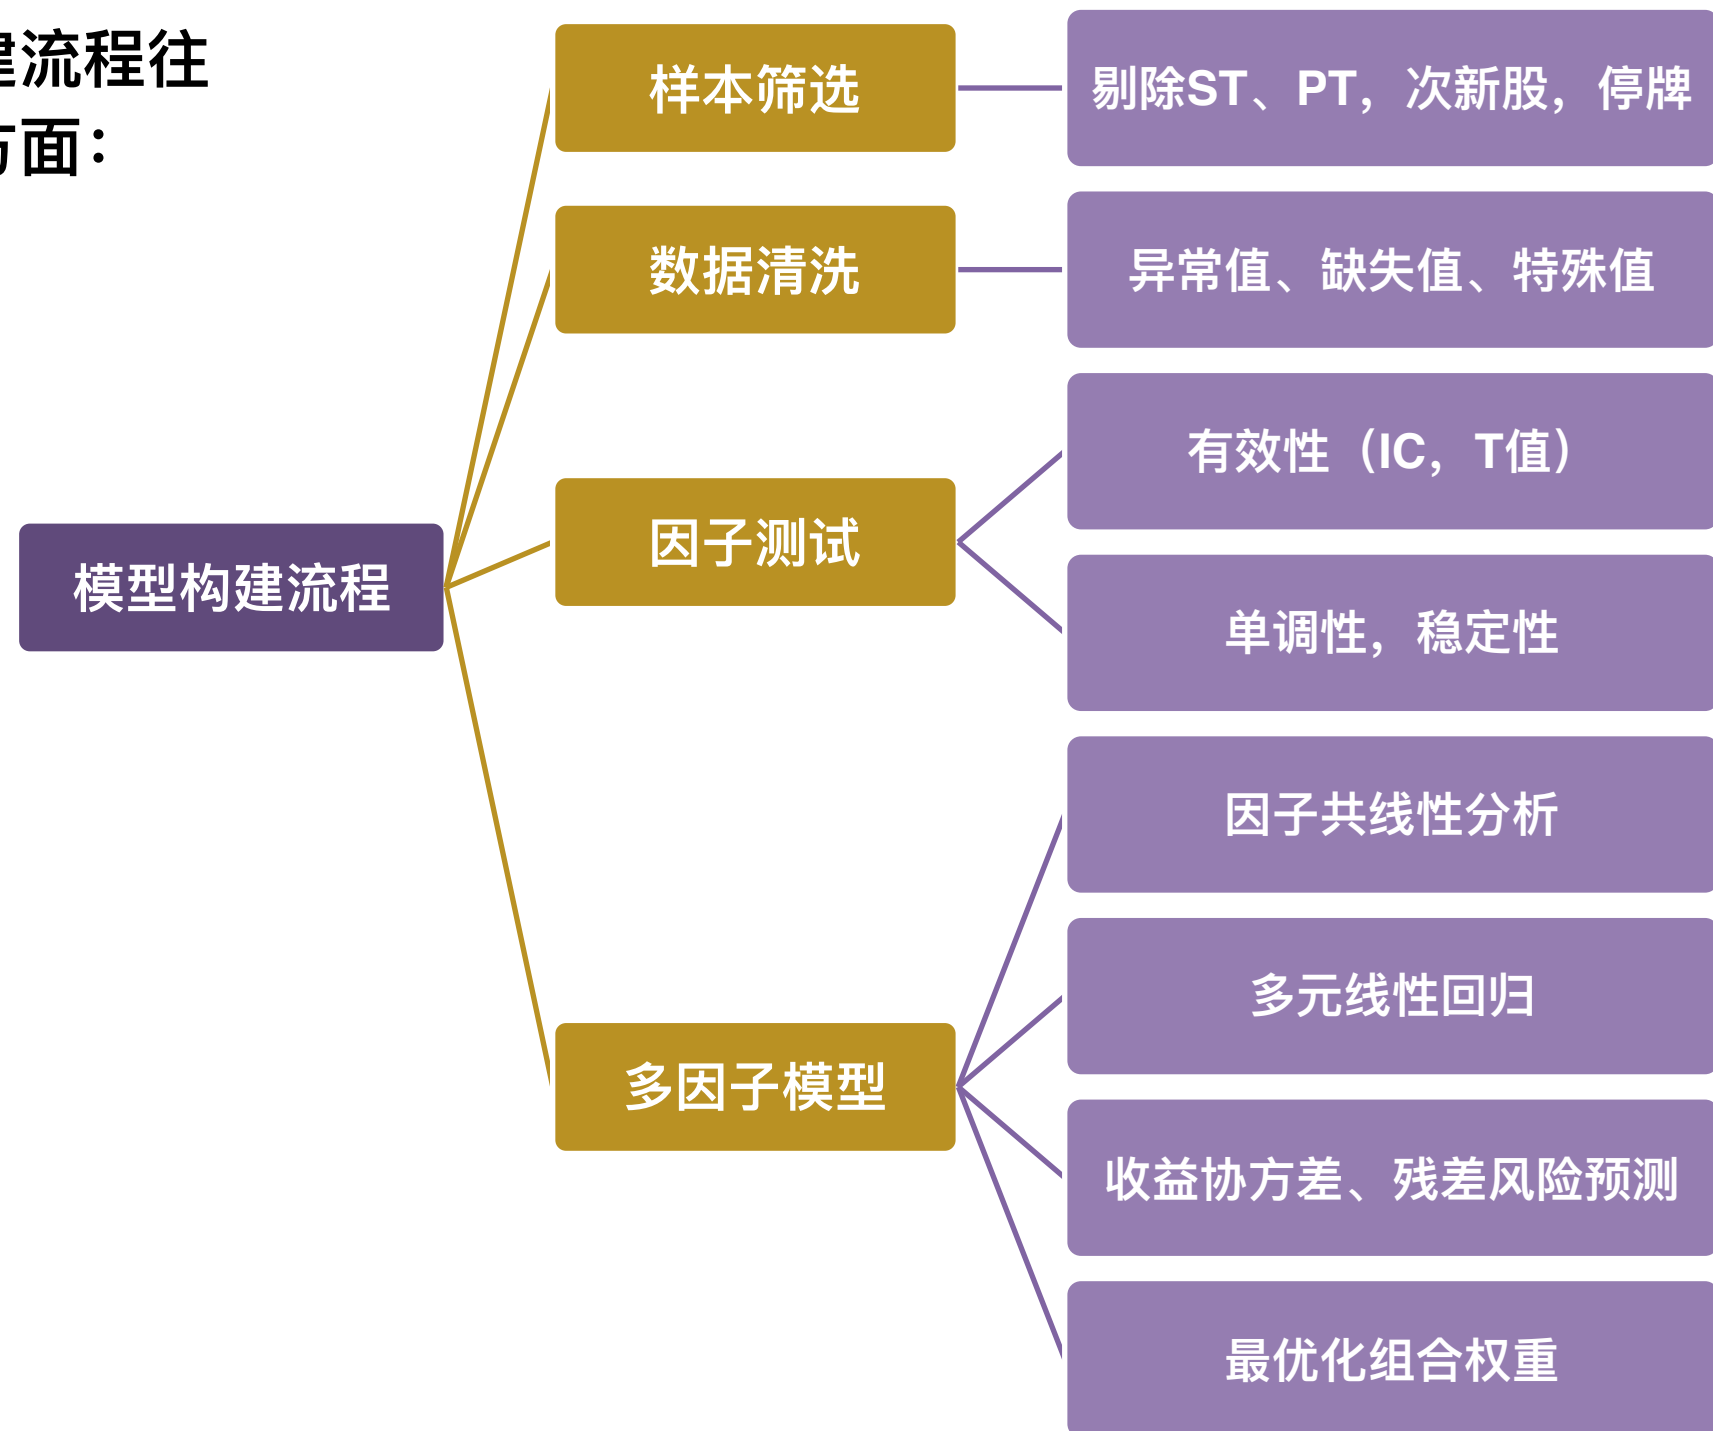 建流程往
方面：
模型构建流程
样本筛选
剔除ST、PT，次新股，停牌
数据清洗
异常值、缺失值、特殊值
因子测试
有效性（IC，T值）
单调性，稳定性
多因子模型
因子共线性分析
多元线性回归
收益协方差、残差风险预测
最优化组合权重